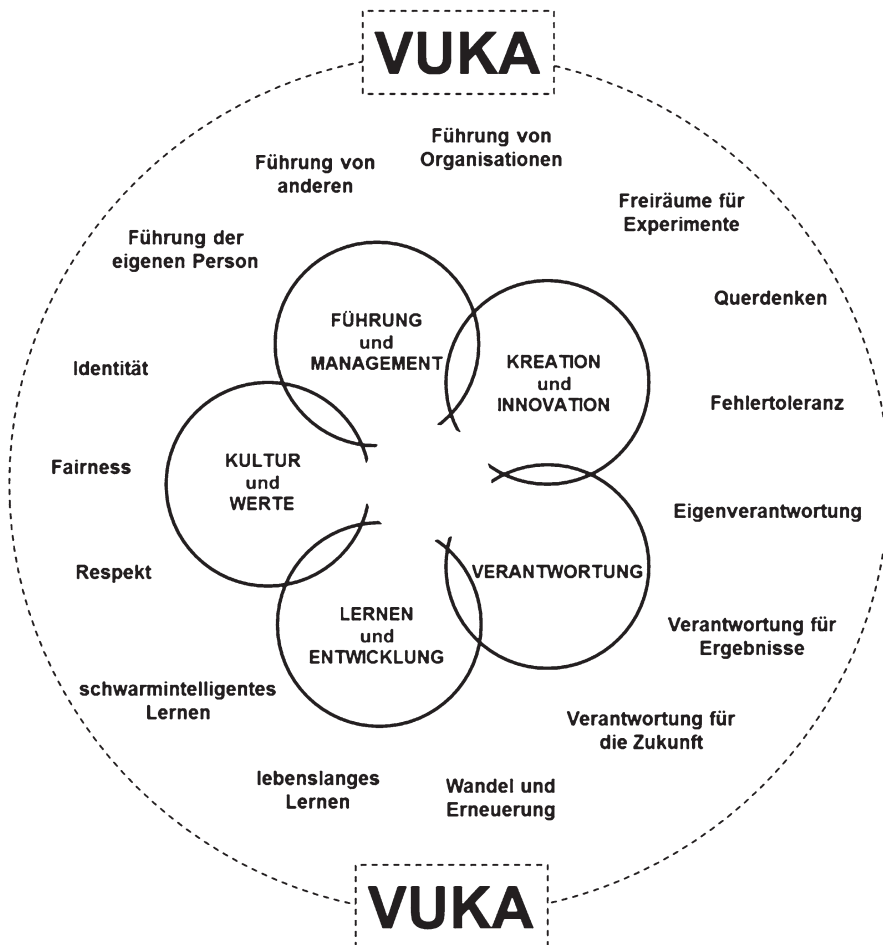 VUKA
Führung von
Organisationen
Führung von
anderen
Freiräume für
Experimente
Führung der
eigenen Person
Querdenken
FÜHRUNG
und
MANAGEMENT
KREATION
und
INNOVATION
Identität
Fehlertoleranz
KULTUR
und
WERTE
Fairness
Eigenverantwortung
Respekt
VERANTWORTUNG
LERNEN
und
ENTWICKLUNG
Verantwortung für
Ergebnisse
schwarmintelligentes
Lernen
Verantwortung für
die Zukunft
lebenslanges
Lernen
Wandel und
Erneuerung
VUKA